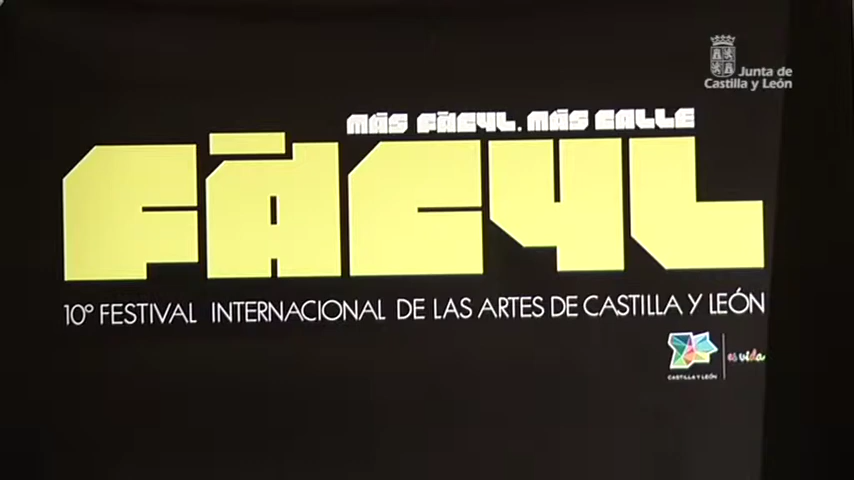 Junta de
Castilla y León
MÁS FÀCYL. MÁS CALLE
FÀCYL
10º FESTIVAL INTERNACIONAL DE LAS ARTES DE CASTILLA Y LEÓN
CASTILLA Y LEÓN
es vida